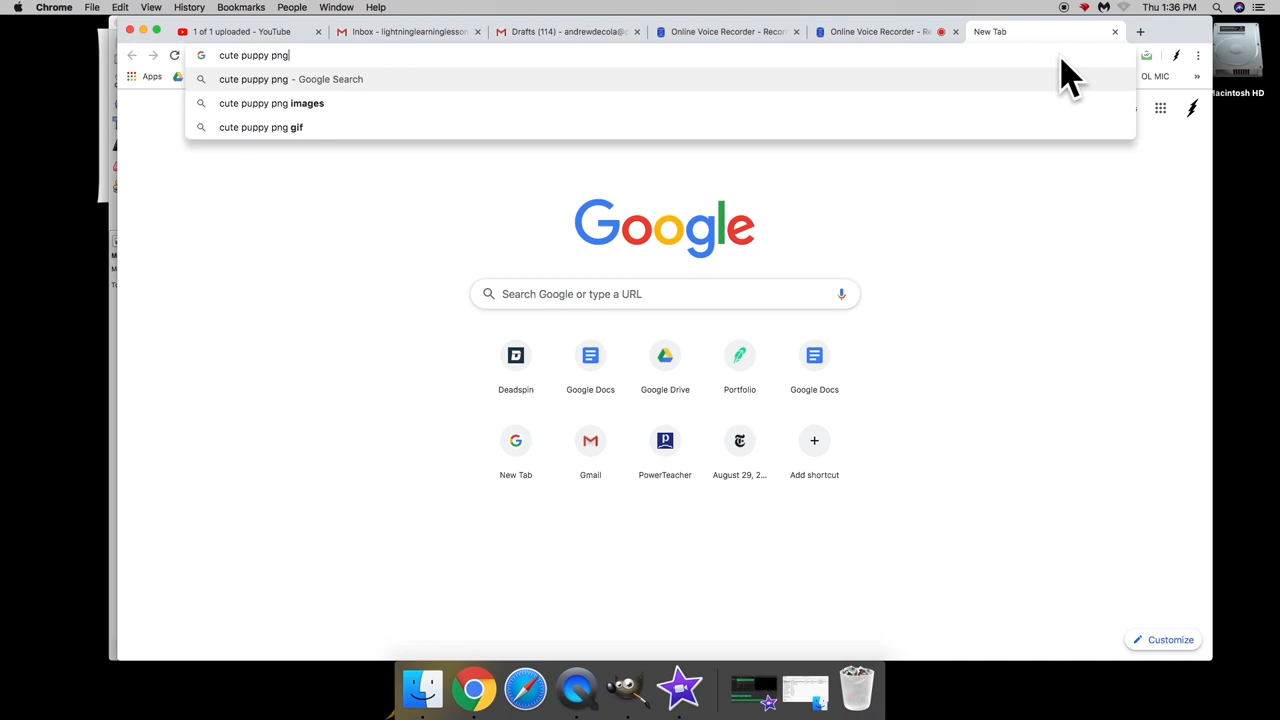 Chrome File Edit View History Bookmarks People Window Help Thu 1:36 PM
1 of 1 uploaded - YouTube Inbox - lightninglearninglesson Drafts (114) - andrewdecola@ Online Voice Recorder - Recor Online Voice Recorder - Re New Tab
cute puppy png
Apps OL MIC »
cute puppy png - Google Search
cute puppy png images
cute puppy png gif
Macintosh HD
Google
Search Google or type a URL
Deadspin Google Docs Google Drive Portfolio Google Docs
New Tab Gmail PowerTeacher August 29, 2... Add shortcut
Customize